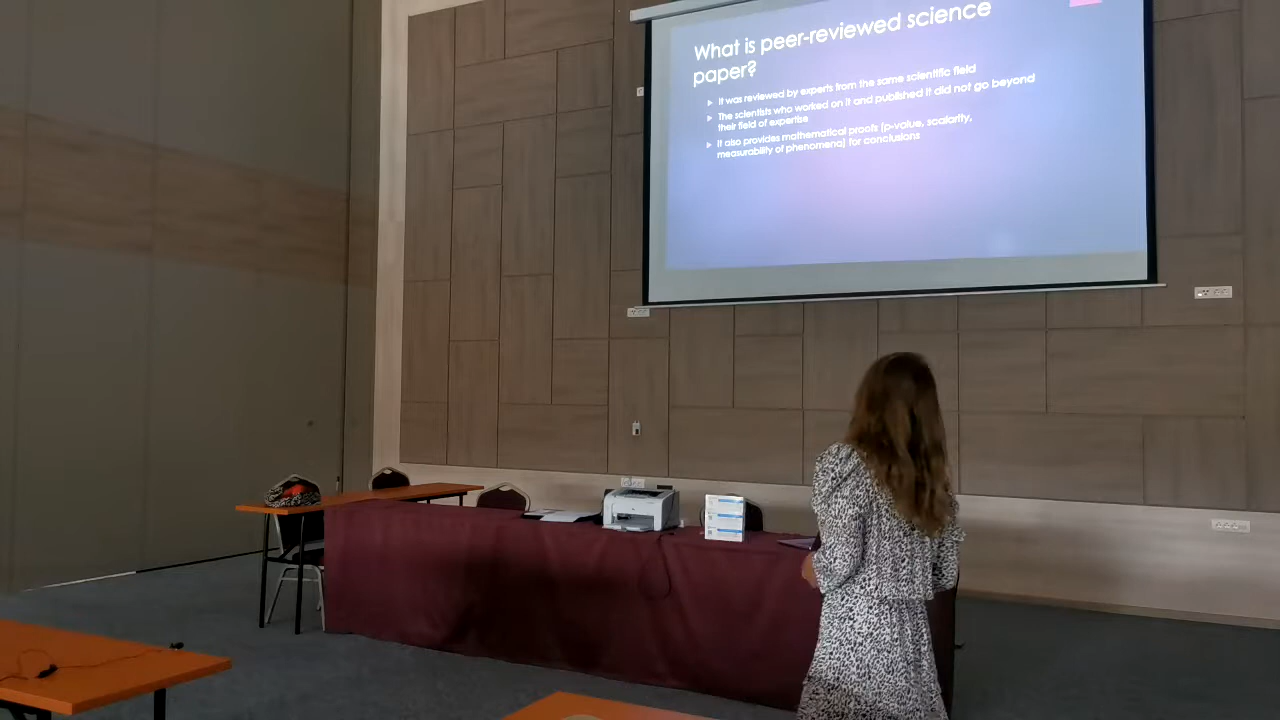 What is peer-reviewed science
paper?
It was reviewed by experts from the same scientific field
The scientists who worked on it and published it did not go beyond
their field of expertise
It also provides mathematical proofs (p-value, scalarity,
measurability of phenomena) for conclusions